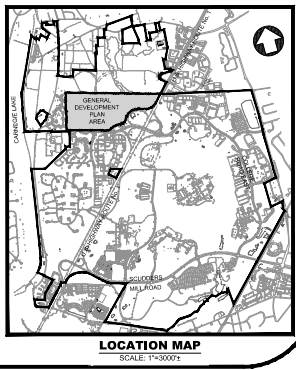 GENERAL
DEVELOPMENT
PLAN
AREA
CARNEGIE LAKE
SCUDDERS
MILL ROAD
LOCATION MAP
SCALE: 1"=3000'±